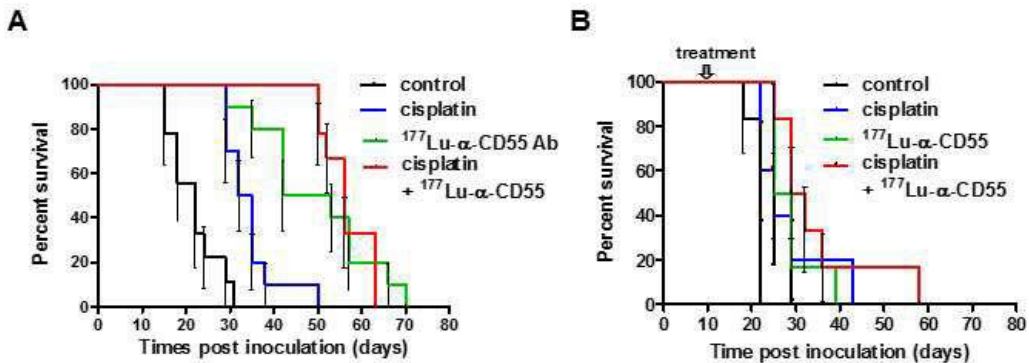 A
Percent survival
100
80
60
40
20
0
0 10 20 30 40 50 60 70 80
Times post inoculation (days)
control
cisplatin
¹⁷⁷Lu-α-CD55 Ab
cisplatin
+ ¹⁷⁷Lu-α-CD55
B
treatment
Percent survival
100
80
60
40
20
0
0 10 20 30 40 50 60 70 80
Time post inoculation (days)
control
cisplatin
¹⁷⁷Lu-α-CD55
cisplatin
+ ¹⁷⁷Lu-α-CD55